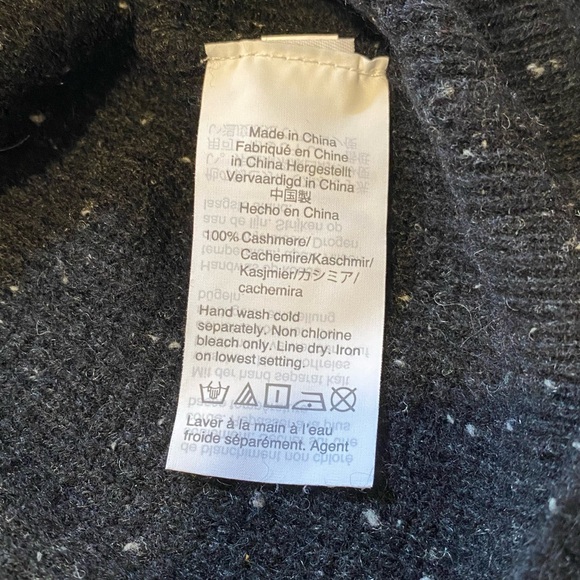 Made in China
Fabriqué en Chine
in China Hergestellt
Vervaardigd in China
中国製
Hecho en China
100% Cashmere/
Cachemire/Kaschmir/
Kasjmier/カシミア/
cachemira
Hand wash cold
separately. Non chlorine
bleach only. Line dry. Iron
on lowest setting.
Laver à la main à l'eau
froide séparément. Agent